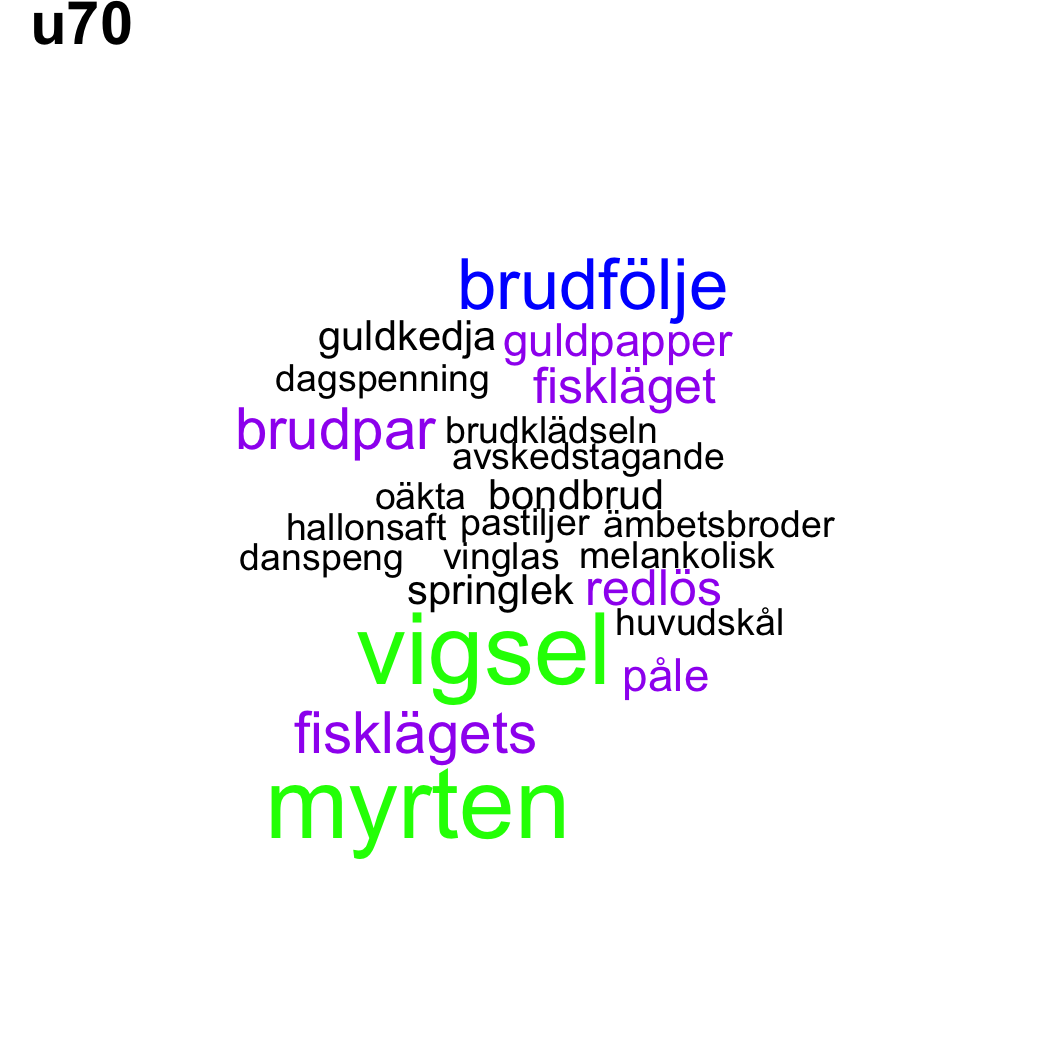 u70
brudfölje
guldkedja guldpapper
dagspenning fiskläget
brudpar brudklädseln
avskedstagande
oäkta bondbrud
hallonsaft pastiljer ämbetsbroder
danspeng vinglas melankolisk
springlek redlös
vigsel huvudskål
påle
fisklägets
myrten